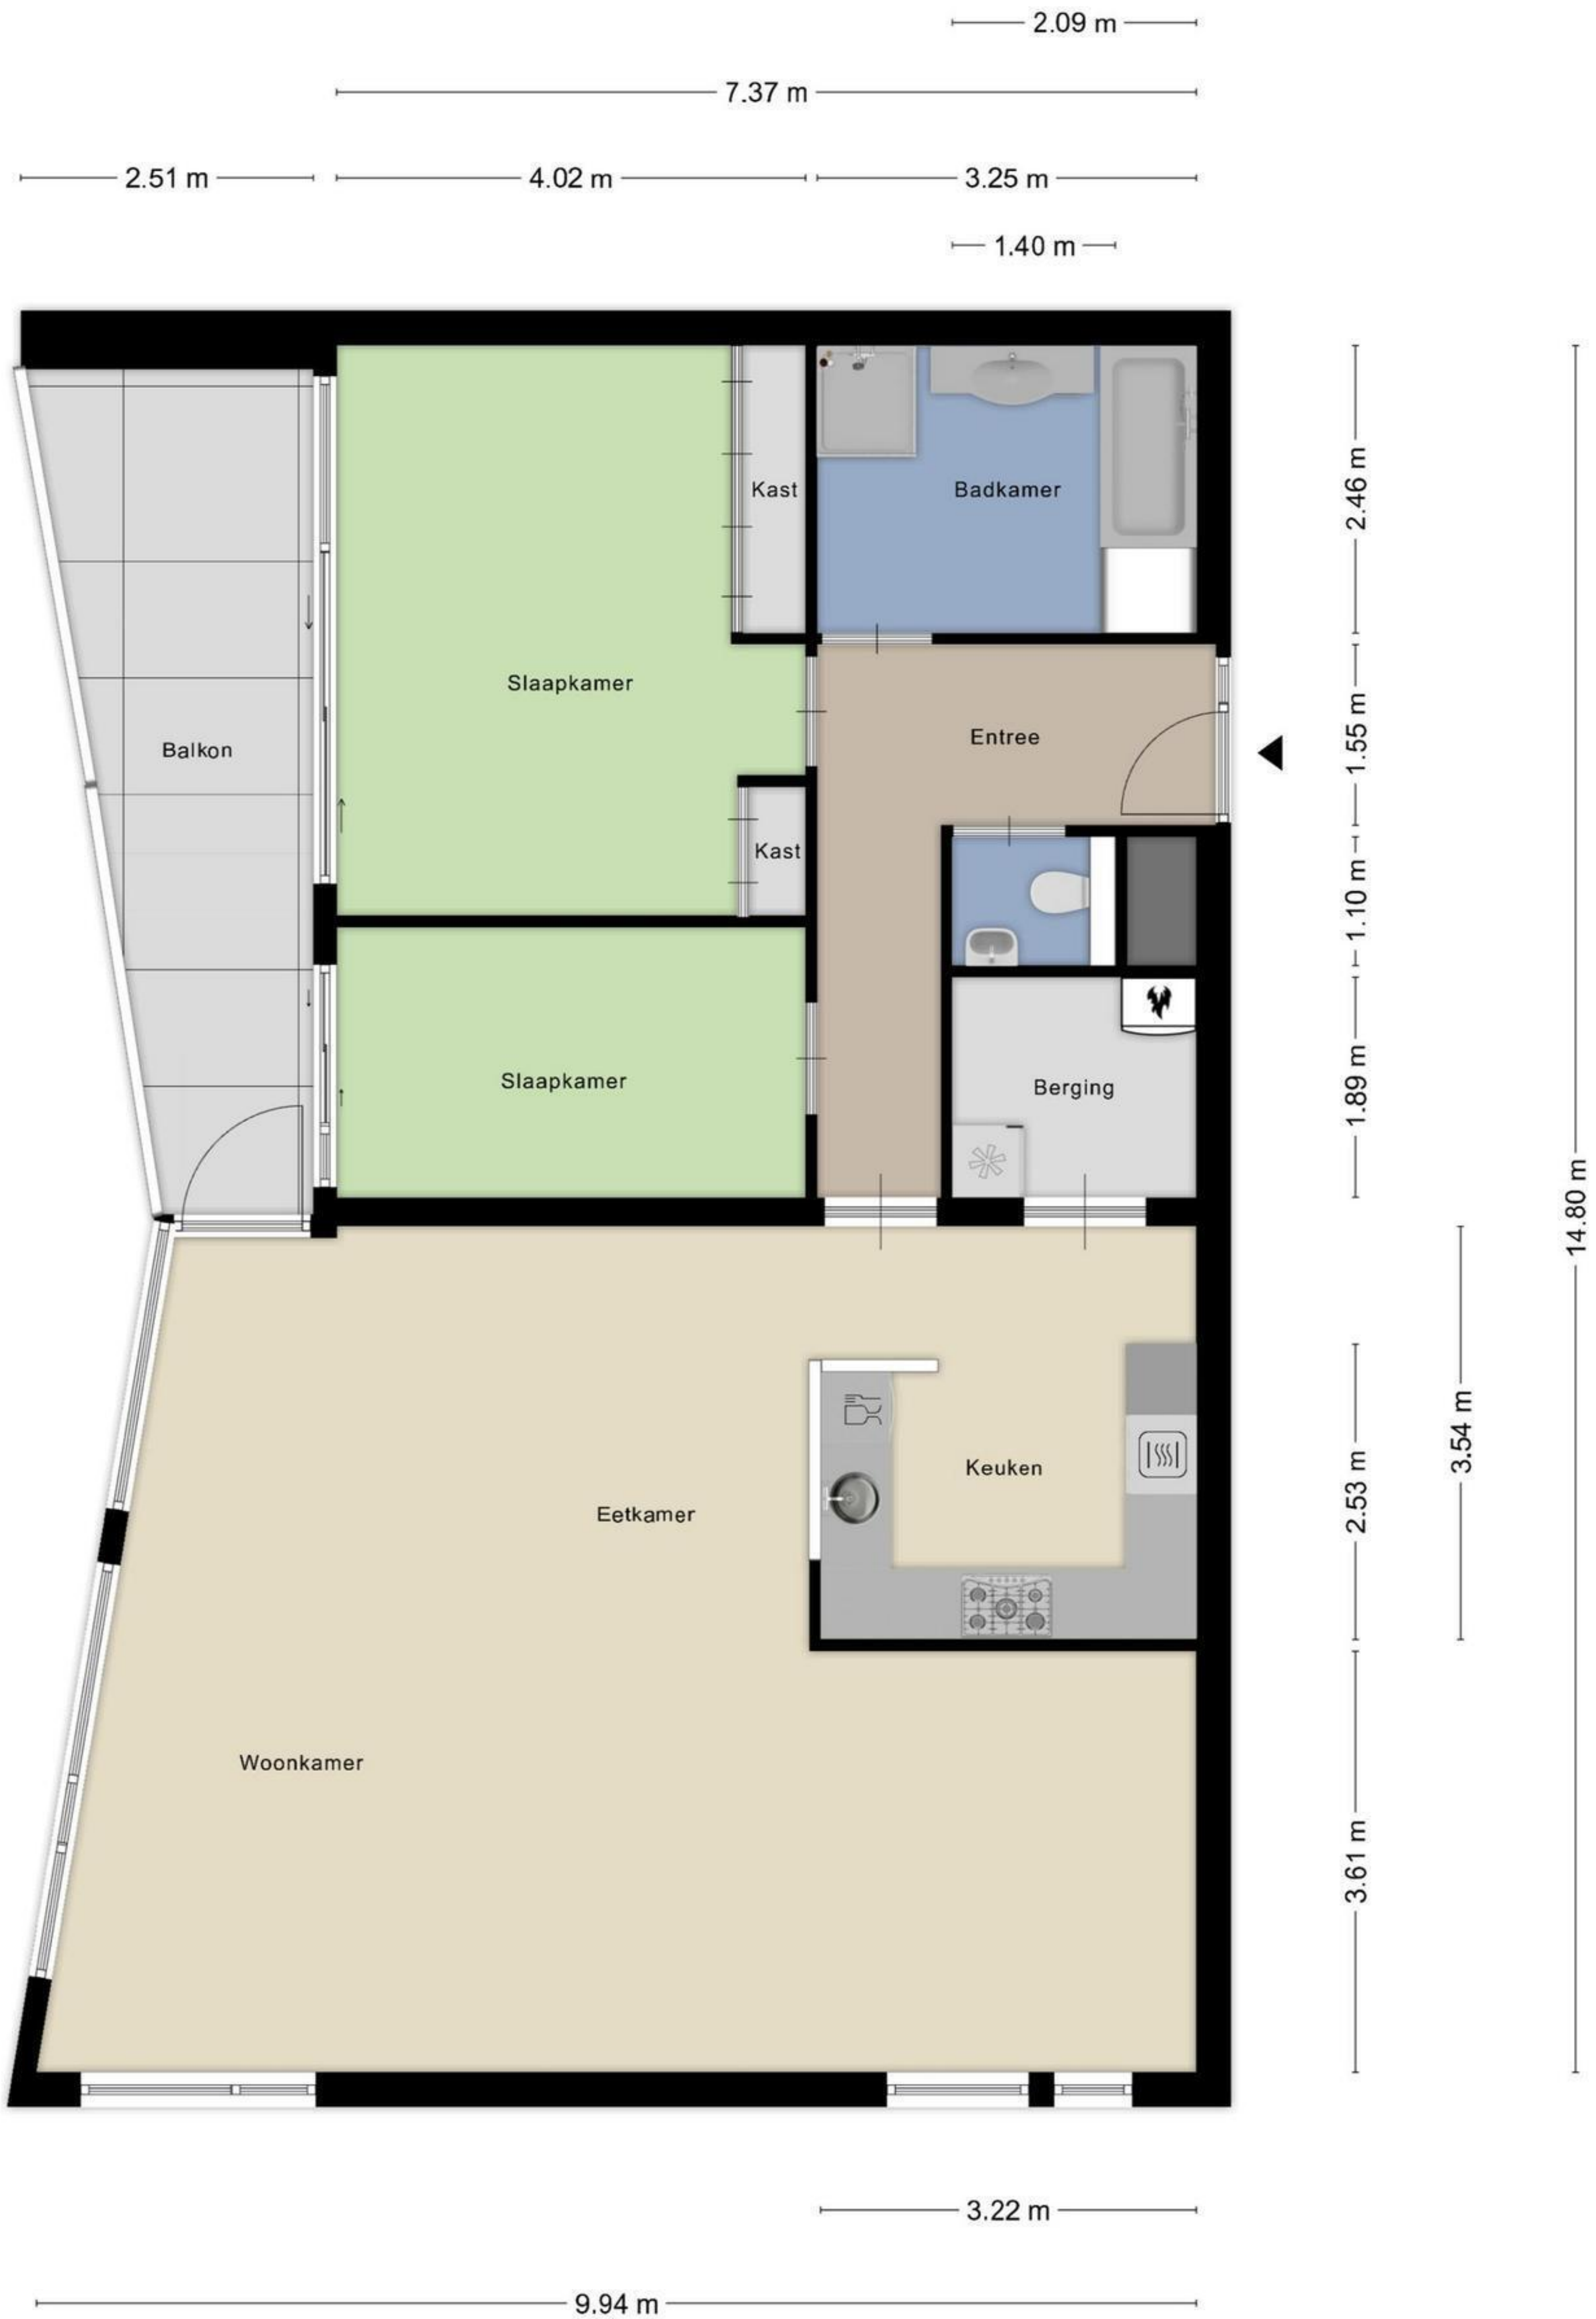 2.09 m
7.37 m
2.51 m
4.02 m
3.25 m
1.40 m
Kast
Badkamer
2.46 m
Slaapkamer
Entree
Balkon
1.55 m
Kast
1.10 m
Slaapkamer
Berging
1.89 m
14.80 m
Keuken
Eetkamer
2.53 m
3.54 m
Woonkamer
3.61 m
3.22 m
9.94 m